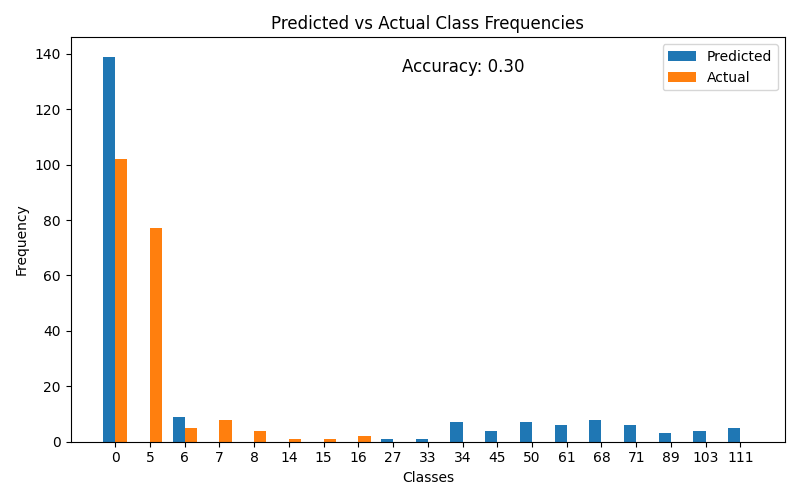 Predicted vs Actual Class Frequencies
Accuracy: 0.30
Predicted
Actual
Frequency
140
120
100
80
60
40
20
0
0 5 6 7 8 14 15 16 27 33 34 45 50 61 68 71 89 103 111
Classes